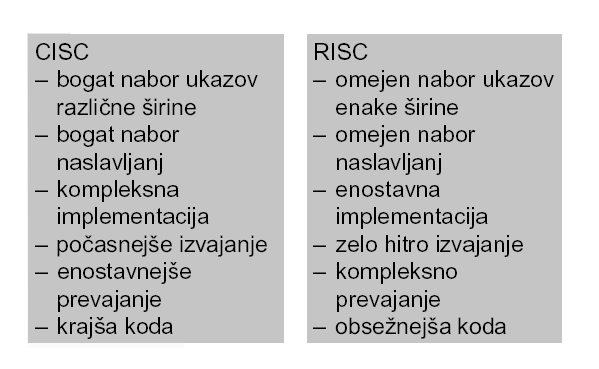 CISC
– bogat nabor ukazov
različne širine
– bogat nabor
naslavljanj
– kompleksna
implementacija
– počasnejše izvajanje
– enostavnejše
prevajanje
– krajša koda
RISC
– omejen nabor ukazov
enake širine
– omejen nabor
naslavljanj
– enostavna
implementacija
– zelo hitro izvajanje
– kompleksno
prevajanje
– obsežnejša koda